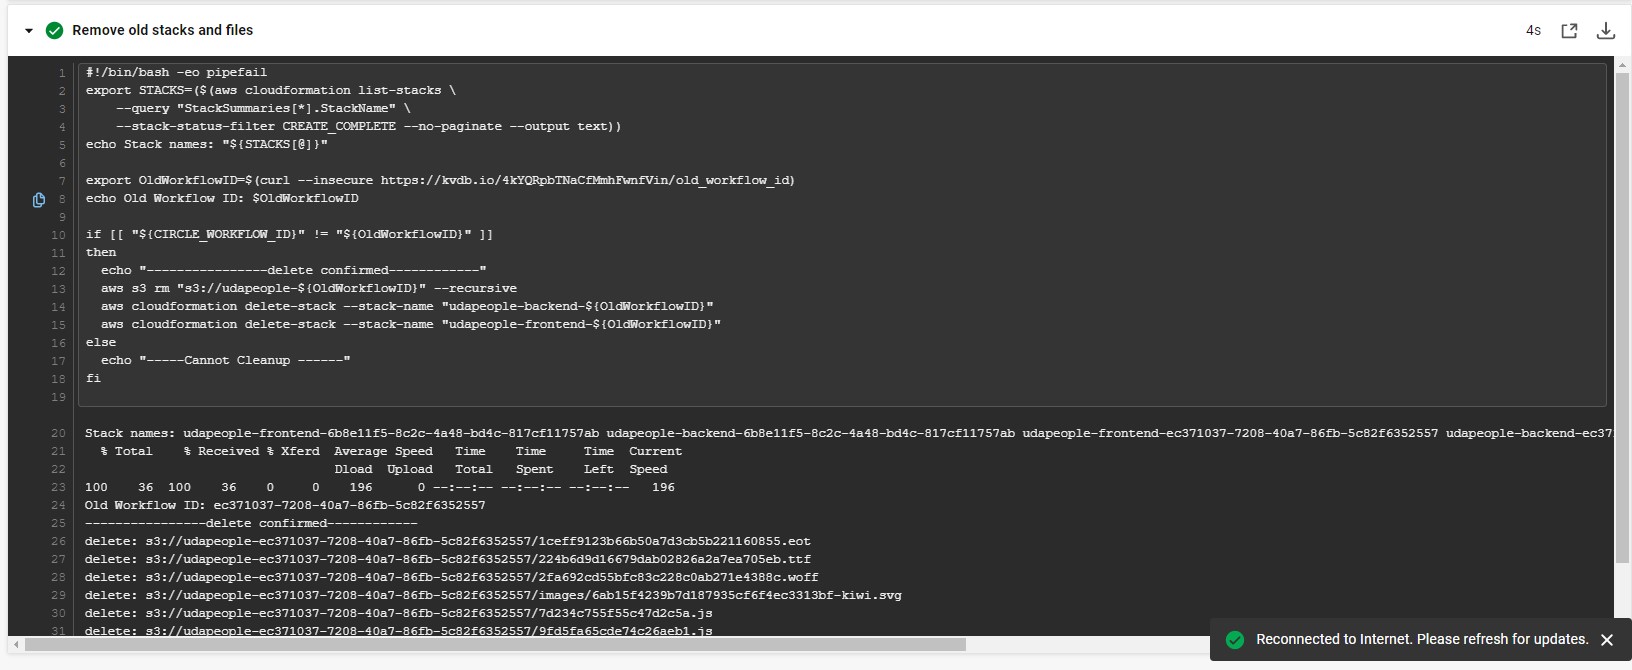 Remove old stacks and files
4s
1 #!/bin/bash -eo pipefail
2 export STACKS=($(aws cloudformation list-stacks \
3     --query "StackSummaries[*].StackName" \
4     --stack-status-filter CREATE_COMPLETE --no-paginate --output text))
5 echo Stack names: "${STACKS[@]}"
6
7 export OldWorkflowID=$(curl --insecure https://kvdb.io/4kYQRpbTNaCfMmhFwnfVin/old_workflow_id)
8 echo Old Workflow ID: $OldWorkflowID
9
10 if [[ "${CIRCLE_WORKFLOW_ID}" != "${OldWorkflowID}" ]]
11 then
12   echo "----------------delete confirmed------------"
13   aws s3 rm "s3://udapeople-${OldWorkflowID}" --recursive
14   aws cloudformation delete-stack --stack-name "udapeople-backend-${OldWorkflowID}"
15   aws cloudformation delete-stack --stack-name "udapeople-frontend-${OldWorkflowID}"
16 else
17   echo "-----Cannot Cleanup ------"
18 fi
19
20 Stack names: udapeople-frontend-6b8e11f5-8c2c-4a48-bd4c-817cf11757ab udapeople-backend-6b8e11f5-8c2c-4a48-bd4c-817cf11757ab udapeople-frontend-ec371037-7208-40a7-86fb-5c82f6352557 udapeople-backend-ec37
21   % Total    % Received % Xferd  Average Speed   Time    Time     Time  Current
22                                  Dload  Upload   Total   Spent    Left  Speed
23 100    36  100    36    0     0    196      0 --:--:-- --:--:-- --:--:--   196
24 Old Workflow ID: ec371037-7208-40a7-86fb-5c82f6352557
25 ----------------delete confirmed------------
26 delete: s3://udapeople-ec371037-7208-40a7-86fb-5c82f6352557/1ceff9123b66b50a7d3cb5b221160855.eot
27 delete: s3://udapeople-ec371037-7208-40a7-86fb-5c82f6352557/224b6d9d16679dab02826a2a7ea705eb.ttf
28 delete: s3://udapeople-ec371037-7208-40a7-86fb-5c82f6352557/2fa692cd55bfc83c228c0ab271e4388c.woff
29 delete: s3://udapeople-ec371037-7208-40a7-86fb-5c82f6352557/images/6ab15f4239b7d187935cf6f4ec3313bf-kiwi.svg
30 delete: s3://udapeople-ec371037-7208-40a7-86fb-5c82f6352557/7d234c755f55c47d2c5a.js
31 delete: s3://udapeople-ec371037-7208-40a7-86fb-5c82f6352557/9fd5fa65cde74c26aeb1.js
Reconnected to Internet. Please refresh for updates.